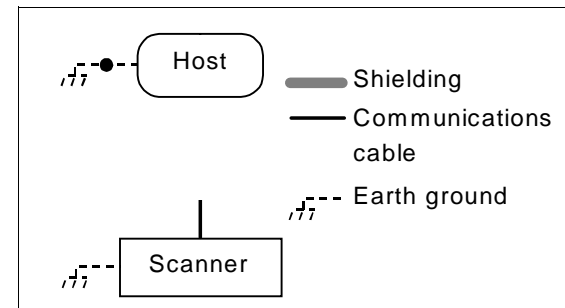 Host
Shielding
Communications
cable
Earth ground
Scanner